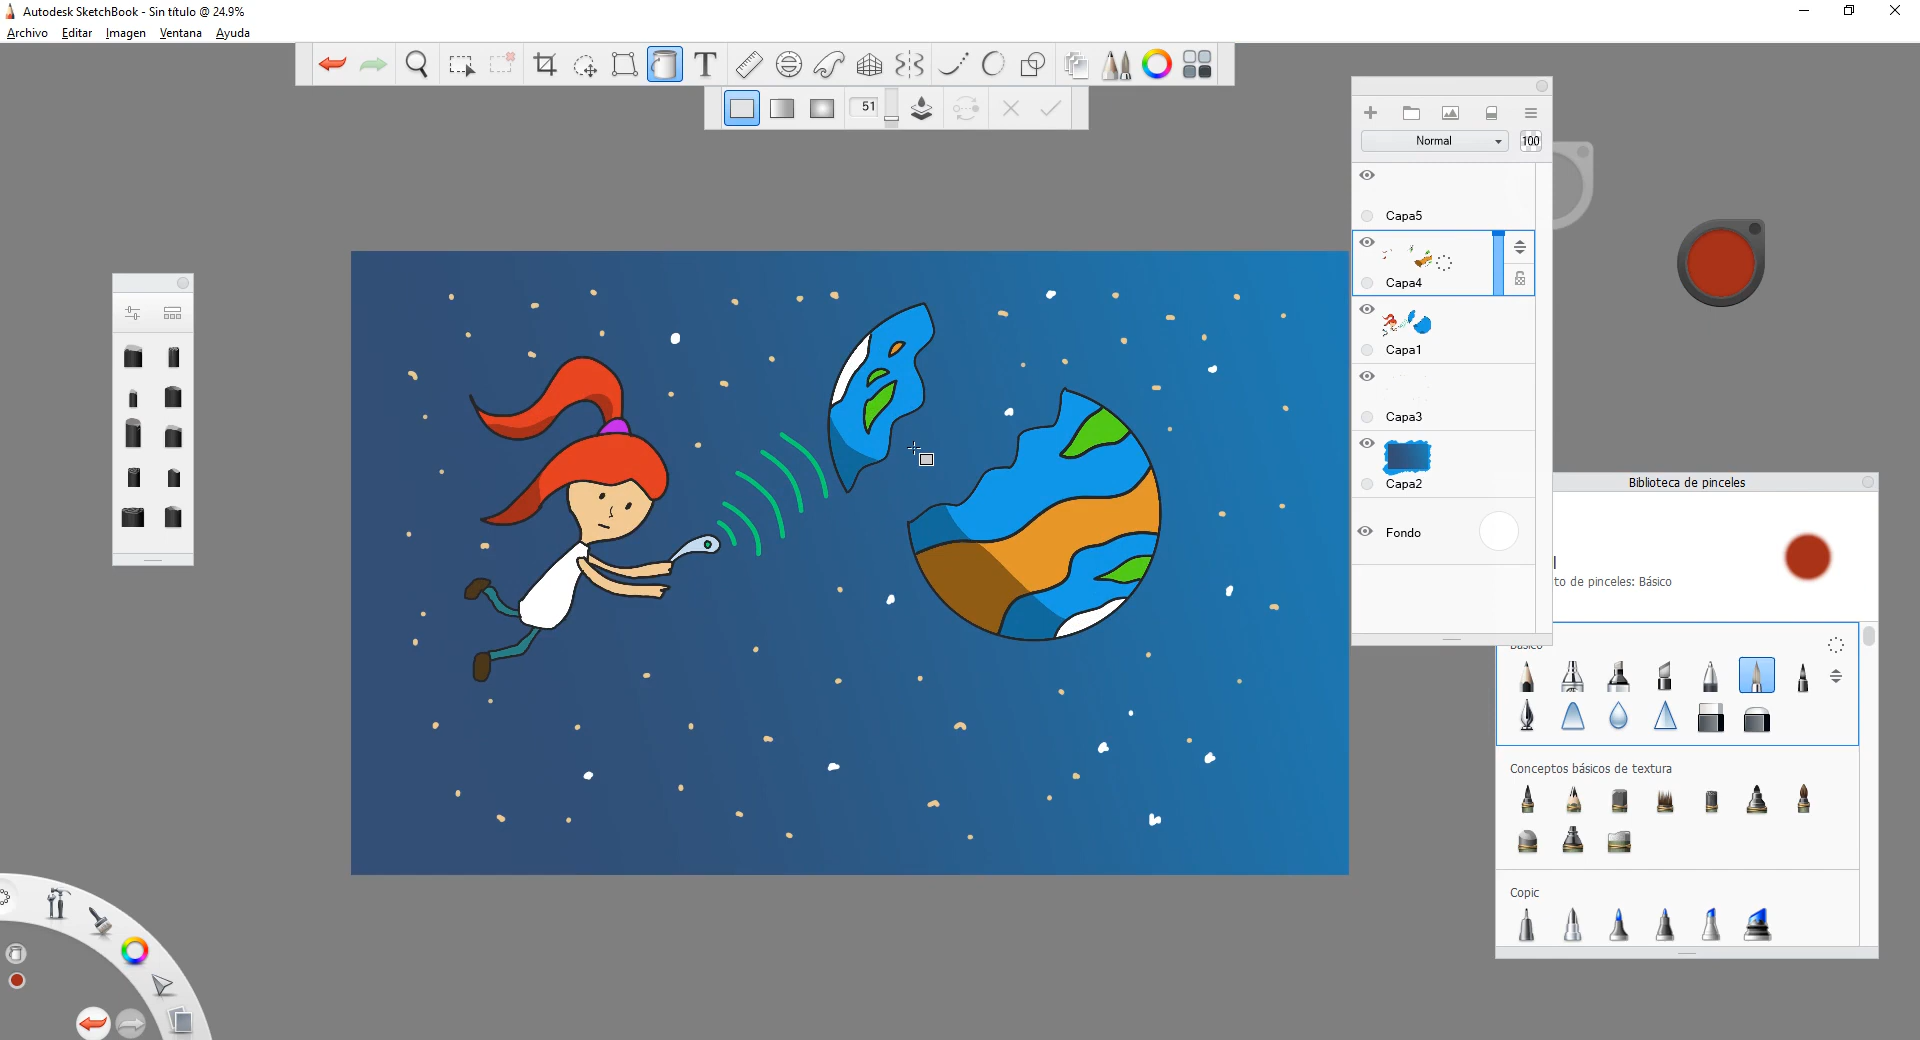 Autodesk SketchBook - Sin título @ 24.9%
Archivo Editar Imagen Ventana Ayuda
T
51
Normal 100
Capa5
Capa4
Capa1
Capa3
Capa2
Fondo
Biblioteca de pinceles
to de pinceles: Básico
Básico
Conceptos básicos de textura
Copic